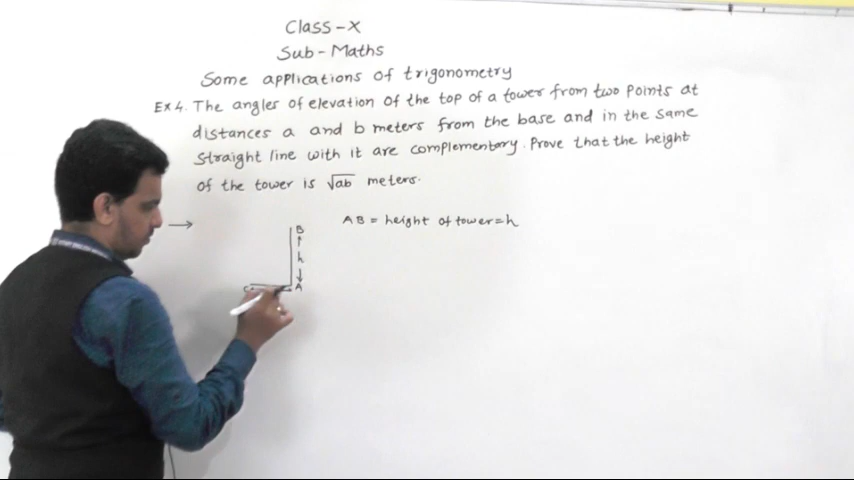 Class-X
Sub-Maths
Some applications of trigonometry
Ex 4. The angles of elevation of the top of a tower from two points at
distances a and b meters from the base and in the same
straight line with it are complementory. Prove that the height
of the tower is √ab meters.
→ B AB = height of tower=h
h
C A